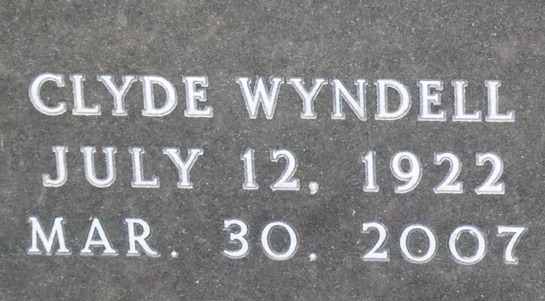 CLYDE WYNDELL
JULY 12, 1922
MAR. 30, 2007